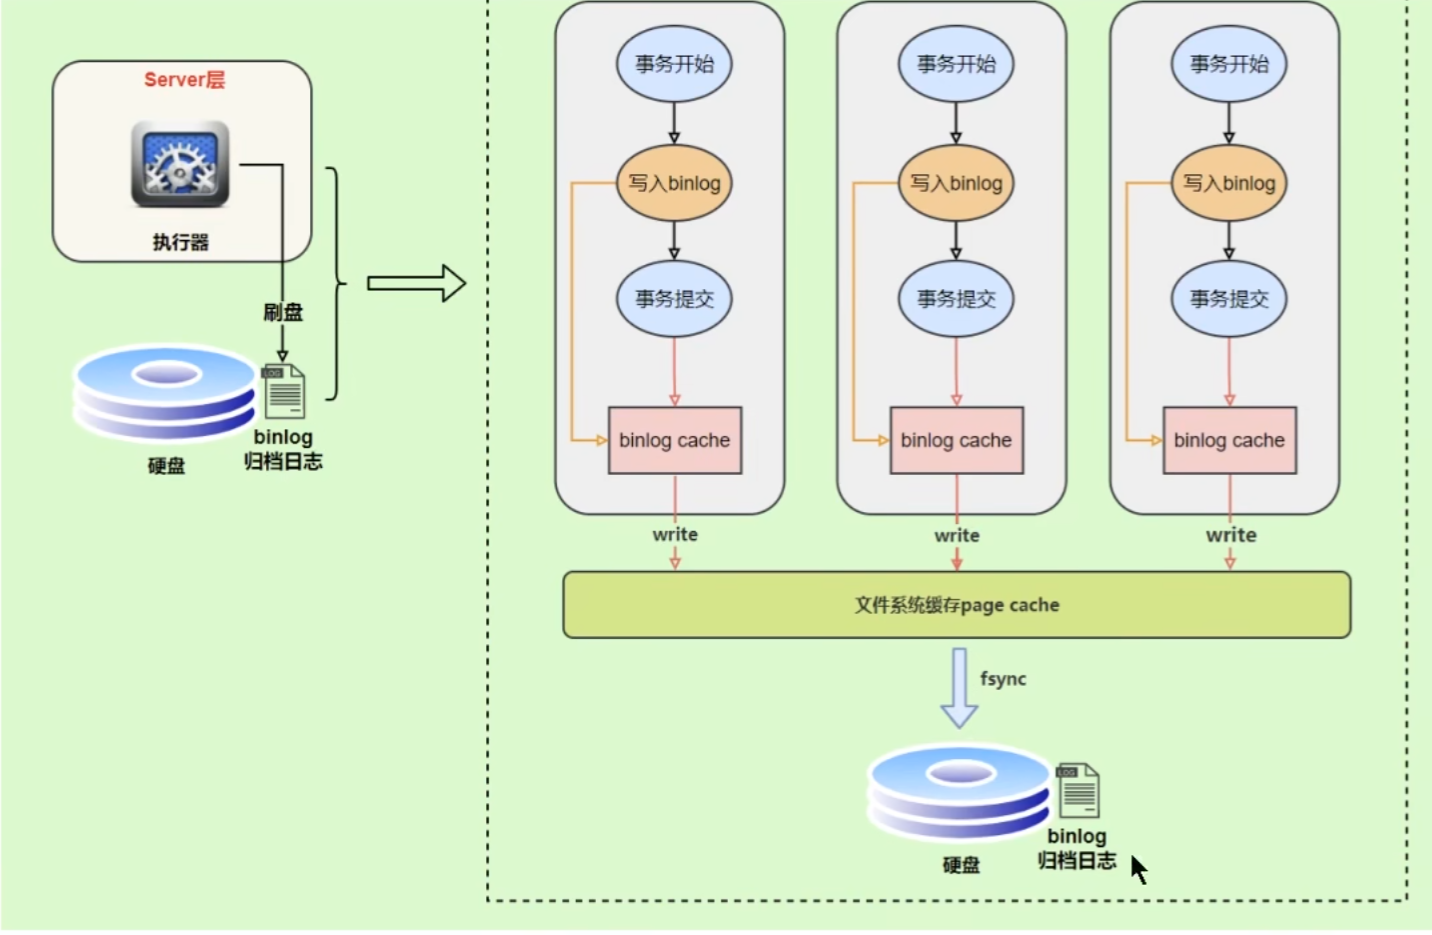 Server层
执行器
刷盘
LOG
binlog
归档日志
硬盘
事务开始
写入binlog
事务提交
binlog cache
write
事务开始
写入binlog
事务提交
binlog cache
write
事务开始
写入binlog
事务提交
binlog cache
write
文件系统缓存page cache
fsync
LOG
binlog
归档日志
硬盘